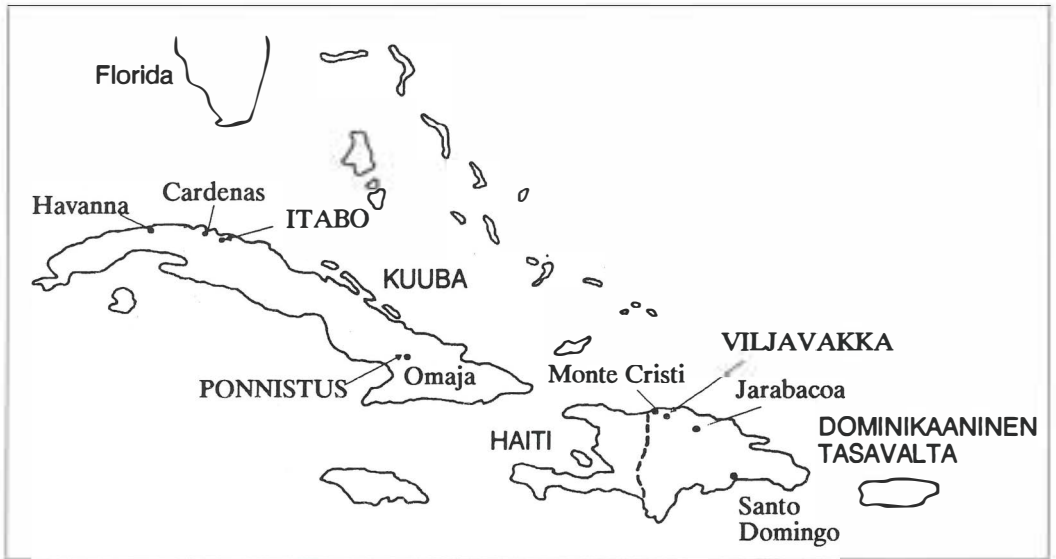 Florida
Cardenas
Havanna
ITABO
KUUBA
VILJAVAKKA
PONNISTUS
Omaja
Monte Cristi
Jarabacoa
HAITI
DOMINIKAANINEN
TASAVALTA
Santo
Domingo